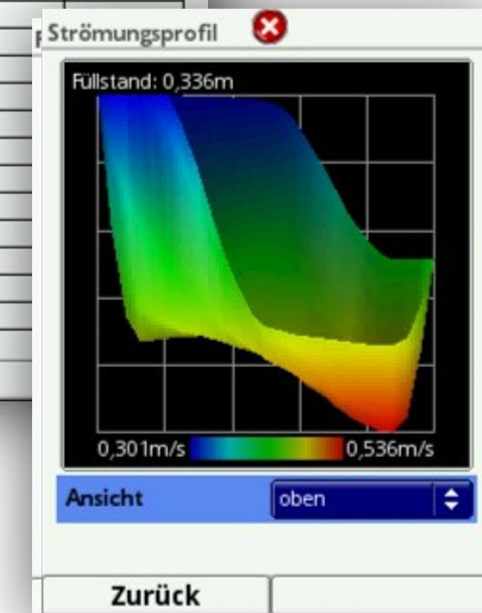 Strömungsprofil
Füllstand: 0,336m
0,301m/s 0,536m/s
Ansicht oben
Zurück